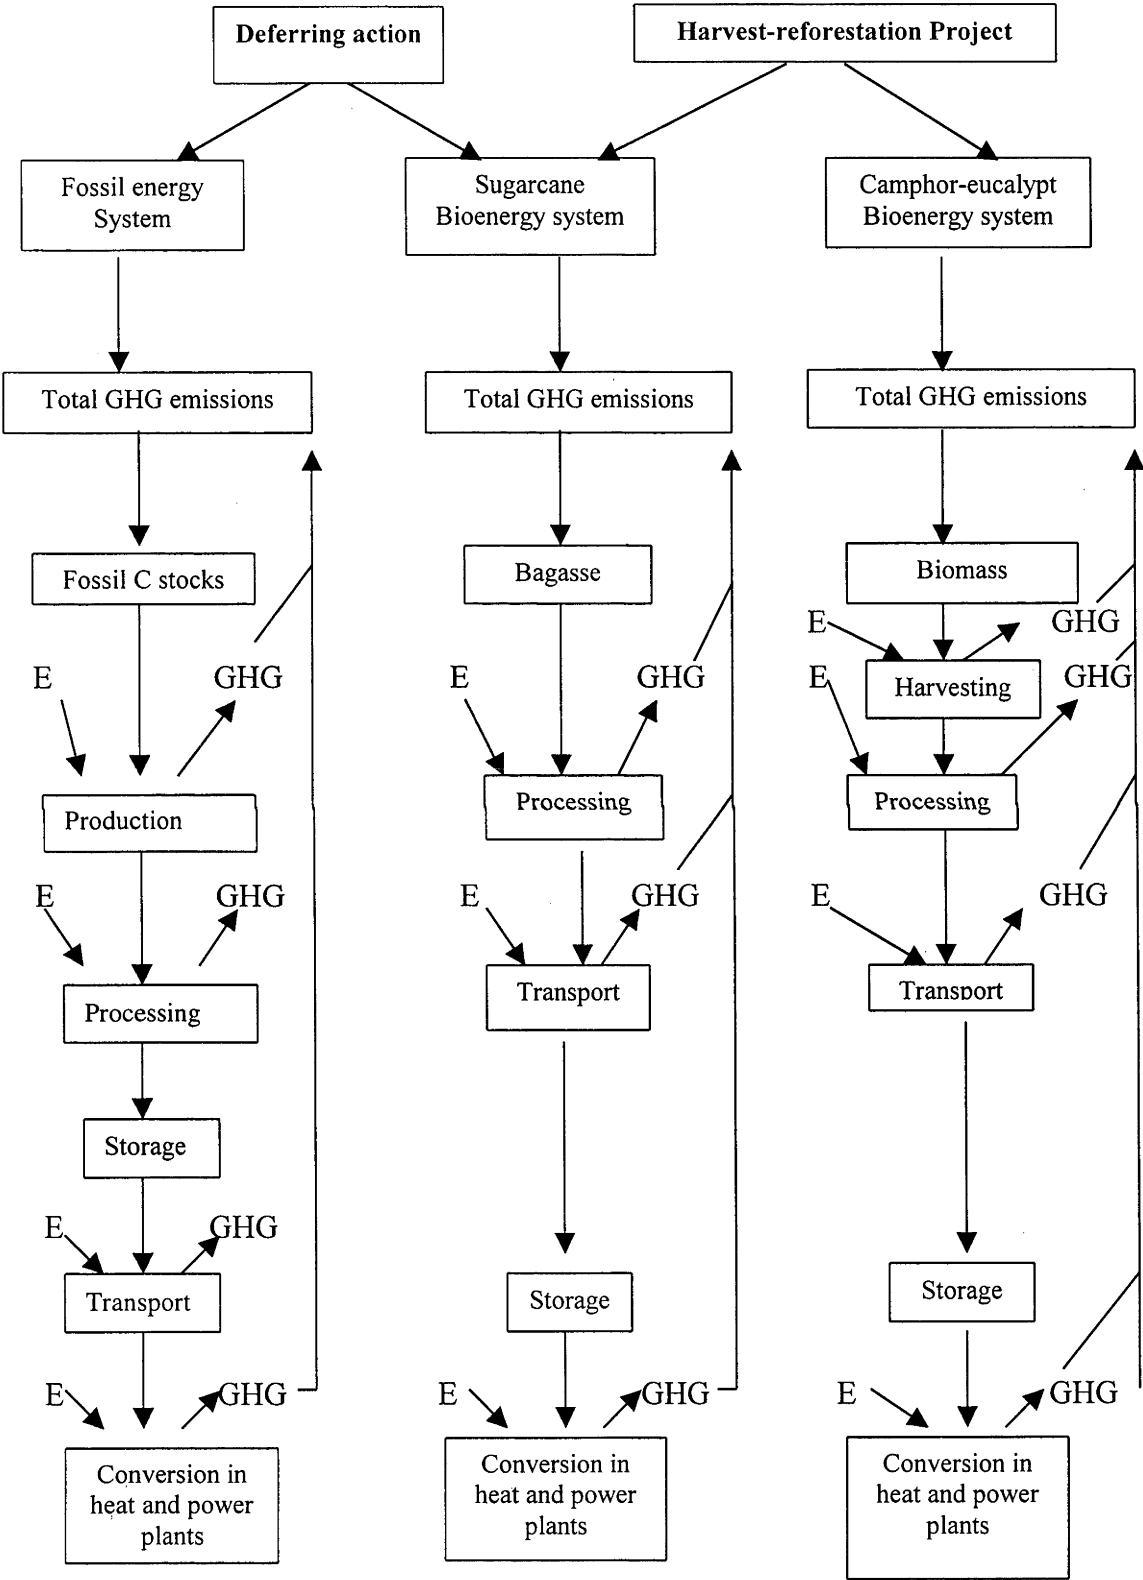 Deferring action
Harvest-reforestation Project
Fossil energy
System
Sugarcane
Bioenergy system
Camphor-eucalypt
Bioenergy system
Total GHG emissions
Total GHG emissions
Total GHG emissions
Fossil C stocks
Bagasse
Biomass
E
GHG
E
GHG
E
GHG
Harvesting
E
GHG
Production
Processing
Processing
E
GHG
E
GHG
E
GHG
Processing
Transport
Transport
Storage
E
GHG
Transport
Storage
Storage
E
GHG
E
GHG
E
GHG
Conversion in
heat and power
plants
Conversion in
heat and power
plants
Conversion in
heat and power
plants